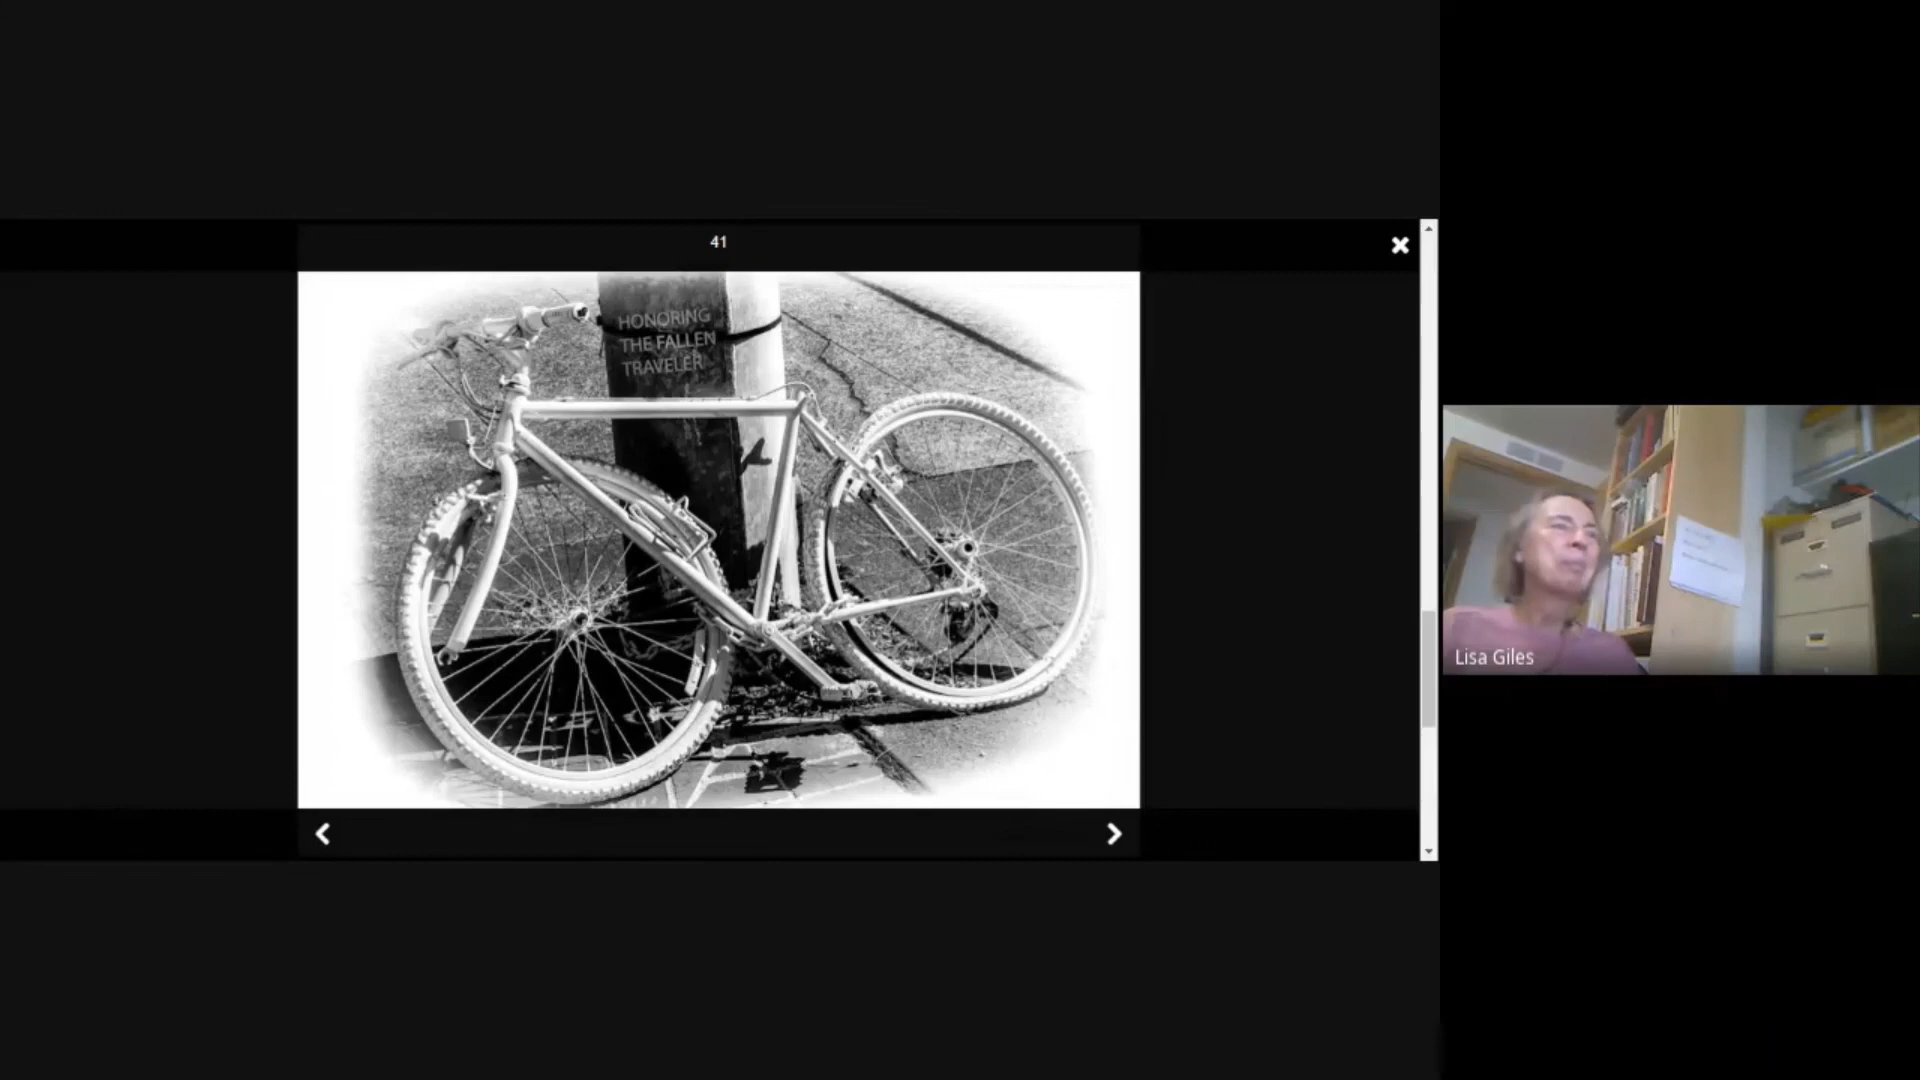 41
HONORING
THE FALLEN
TRAVELER
Lisa Giles